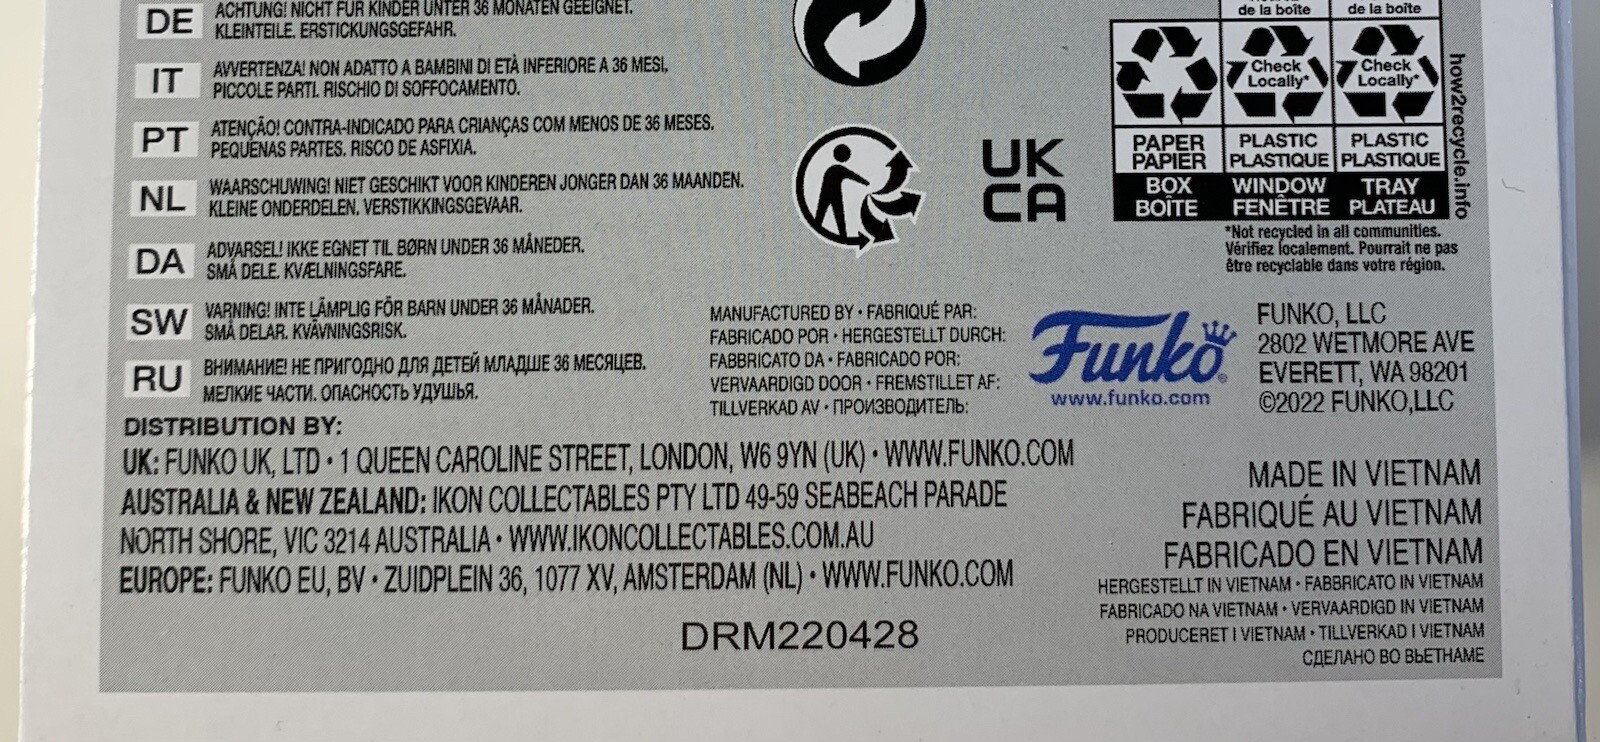 de la boîte
de la boîte
DE
ACHTUNG! NICHT FÜR KINDER UNTER 36 MONATEN GEEIGNET.
KLEINTEILE. ERSTICKUNGSGEFAHR.
IT
AVVERTENZA! NON ADATTO A BAMBINI DI ETÀ INFERIORE A 36 MESI.
PICCOLE PARTI. RISCHIO DI SOFFOCAMENTO.
PT
ATENÇÃO! CONTRA-INDICADO PARA CRIANÇAS COM MENOS DE 36 MESES.
PEQUENAS PARTES. RISCO DE ASFIXIA.
NL
WAARSCHUWING! NIET GESCHIKT VOOR KINDEREN JONGER DAN 36 MAANDEN.
KLEINE ONDERDELEN. VERSTIKKINGSGEVAAR.
DA
ADVARSEL! IKKE EGNET TIL BØRN UNDER 36 MÅNEDER.
SMÅ DELE. KVÆLNINGSFARE.
SW
VARNING! INTE LÄMPLIG FÖR BARN UNDER 36 MÅNADER.
SMÅ DELAR. KVÄVNINGSRISK.
RU
ВНИМАНИЕ! НЕ ПРИГОДНО ДЛЯ ДЕТЕЙ МЛАДШЕ 36 МЕСЯЦЕВ.
МЕЛКИЕ ЧАСТИ. ОПАСНОСТЬ УДУШЬЯ.
UK
CA
Check Locally*
Check Locally*
PAPER PAPIER
PLASTIC PLASTIQUE
PLASTIC PLASTIQUE
BOX BOÎTE
WINDOW FENÊTRE
TRAY PLATEAU
how2recycle.info
*Not recycled in all communities.
Vérifiez localement. Pourrait ne pas
être recyclable dans votre région.
MANUFACTURED BY • FABRIQUÉ PAR:
FABRICADO POR • HERGESTELLT DURCH:
FABBRICATO DA • FABRICADO POR:
VERVAARDIGD DOOR • FREMSTILLET AF:
TILLVERKAD AV • ПРОИЗВОДИТЕЛЬ:
Funko
www.funko.com
FUNKO, LLC
2802 WETMORE AVE
EVERETT, WA 98201
©2022 FUNKO,LLC
DISTRIBUTION BY:
UK: FUNKO UK, LTD • 1 QUEEN CAROLINE STREET, LONDON, W6 9YN (UK) • WWW.FUNKO.COM
AUSTRALIA & NEW ZEALAND: IKON COLLECTABLES PTY LTD 49-59 SEABEACH PARADE
NORTH SHORE, VIC 3214 AUSTRALIA • WWW.IKONCOLLECTABLES.COM.AU
EUROPE: FUNKO EU, BV • ZUIDPLEIN 36, 1077 XV, AMSTERDAM (NL) • WWW.FUNKO.COM
DRM220428
MADE IN VIETNAM
FABRIQUÉ AU VIETNAM
FABRICADO EN VIETNAM
HERGESTELLT IN VIETNAM • FABBRICATO IN VIETNAM
FABRICADO NA VIETNAM • VERVAARDIGD IN VIETNAM
PRODUCERET I VIETNAM • TILLVERKAD I VIETNAM
СДЕЛАНО ВО ВЬЕТНАМЕ